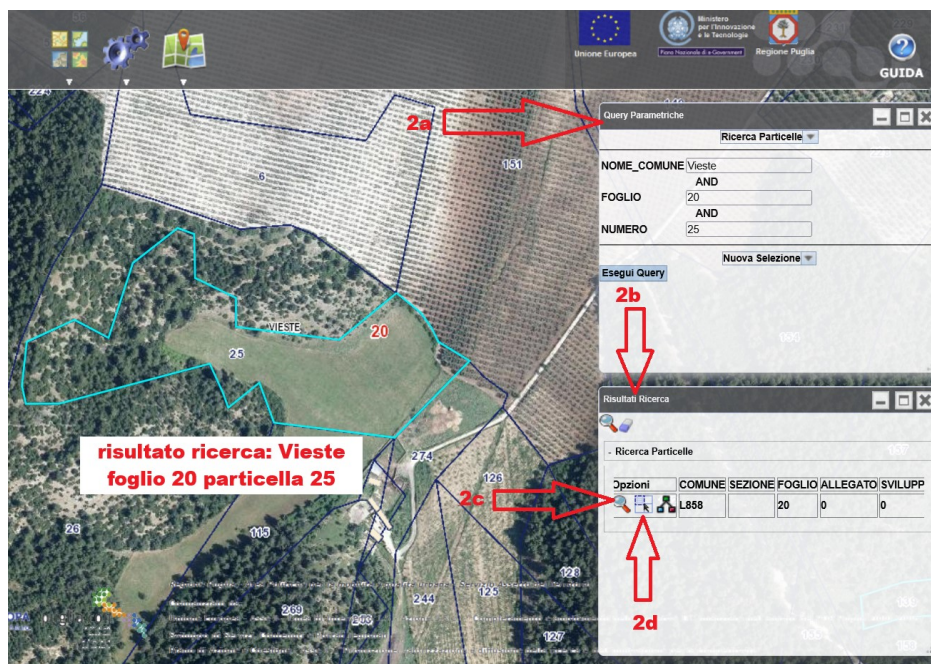 Ministero
per l'Innovazione
e le Tecnologie
Unione Europea
Piano Nazionale di e-Government
Regione Puglia
GUIDA
224
2a
Query Parametriche
Ricerca Particelle
151
6
NOME_COMUNE Vieste
AND
FOGLIO 20
AND
NUMERO 25
Nuova Selezione
Esegui Query
2b
VIESTE
20
25
Risultati Ricerca
risultato ricerca: Vieste
foglio 20 particella 25
- Ricerca Particelle
274
126
2c
Opzioni COMUNE SEZIONE FOGLIO ALLEGATO SVILUPP
L858 20 0 0
26
115
128
125
244
269
2d
127